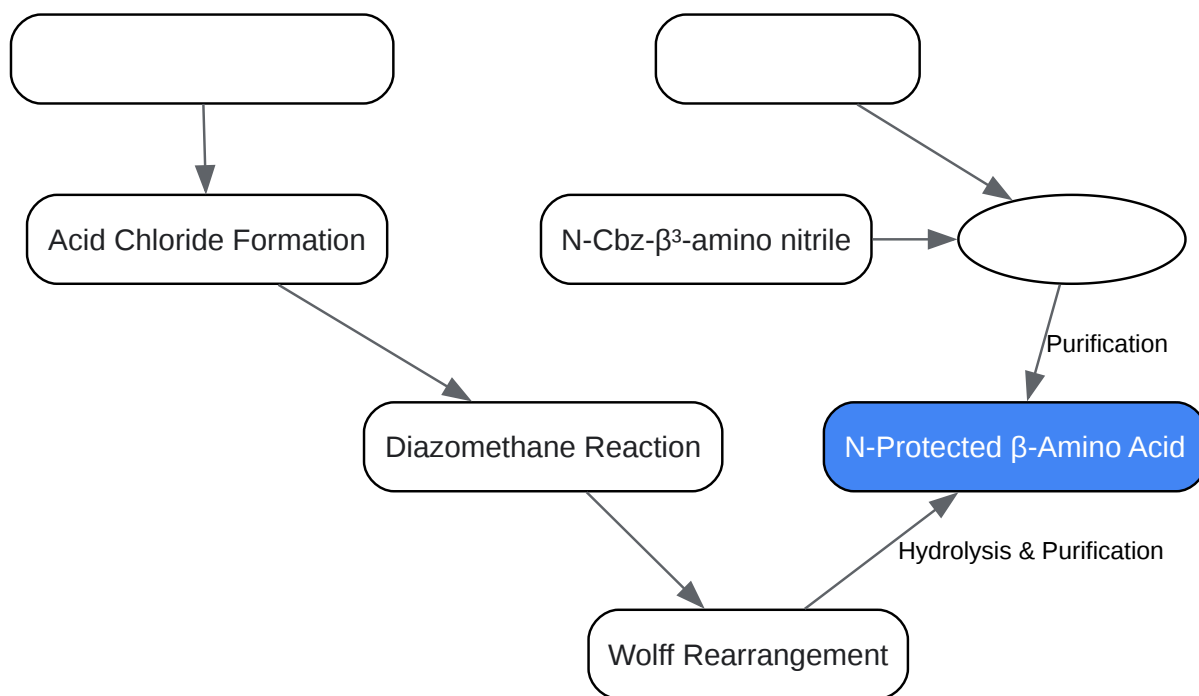 Acid Chloride Formation
N-Cbz-β³-amino nitrile
Purification
Diazomethane Reaction
N-Protected β-Amino Acid
Hydrolysis & Purification
Wolff Rearrangement